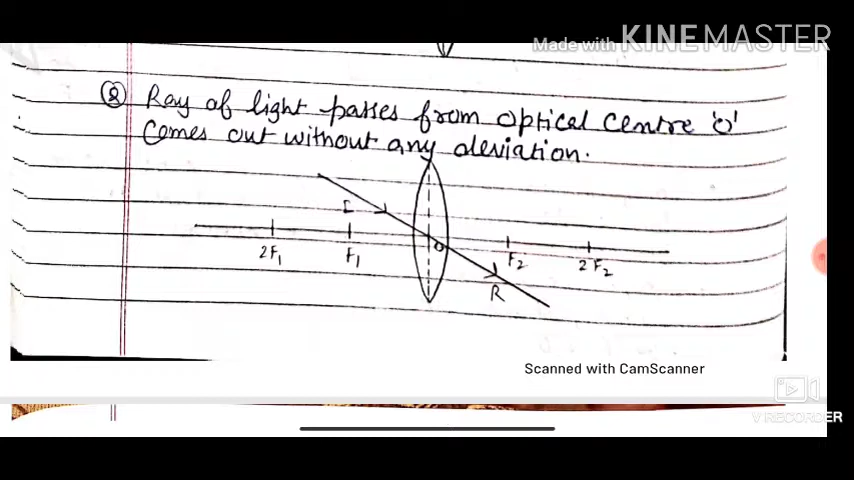 Made with KINEMASTER
② Ray of light passes from optical centre 'O'
Comes out without any deviation.
I
O
2F₁
F₁
F₂
2F₂
R
Scanned with CamScanner
V RECORDER